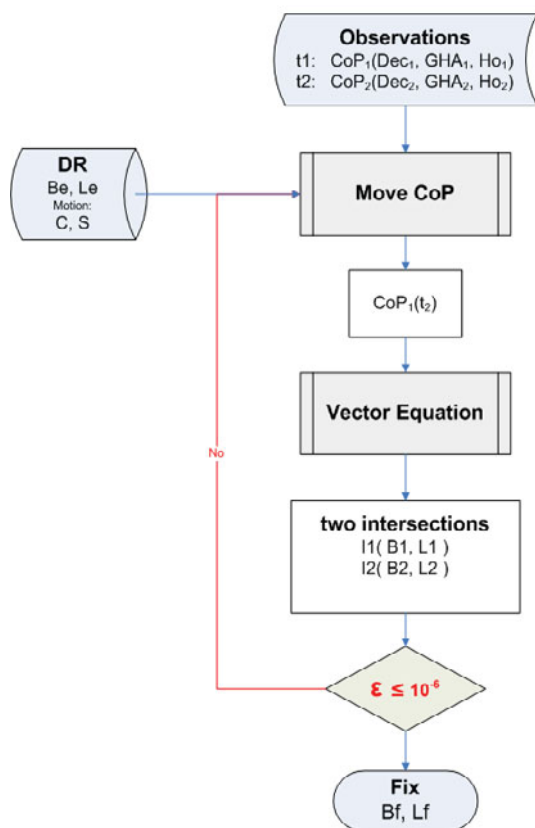 Observations
t1: CoP₁(Dec₁, GHA₁, Ho₁)
t2: CoP₂(Dec₂, GHA₂, Ho₂)
DR
Be, Le
Motion:
C, S
Move CoP
CoP₁(t₂)
Vector Equation
No
two intersections
I1( B1, L1 )
I2( B2, L2 )
ε ≤ 10⁻⁶
Fix
Bf, Lf